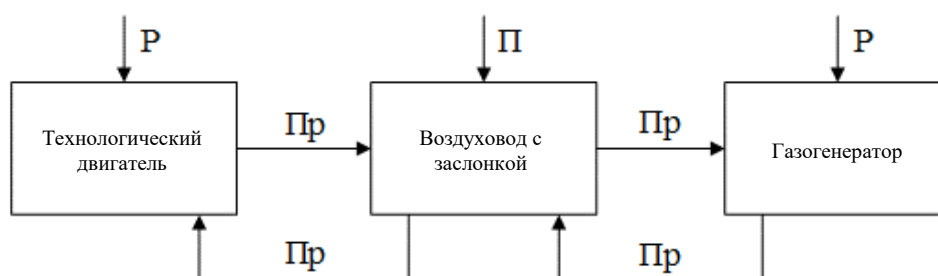 Р
П
Р
Технологический
двигатель
Пр
Воздуховод с
заслонкой
Пр
Газогенератор
Пр
Пр